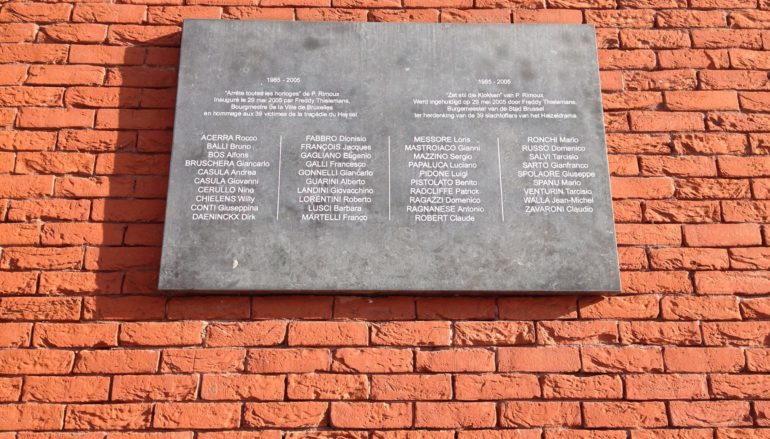 1985 - 2005
"Arrête toutes les horloges" de P. Rimoux
Inauguré le 29 mai 2005 par Freddy Thielemans,
Bourgmestre de la Ville de Bruxelles
en hommage aux 39 victimes de la tragédie du Heysel
1985 - 2005
"Zet stil die Klokken" van P. Rimoux
Werd ingehuldigd op 29 mei 2005 door Freddy Thielemans,
Burgemeester van de Stad Brussel
ter herdenking van de 39 slachtoffers van het Heizeldrama.
ACERRA Rocco
BALLI Bruno
BOS Alfons
BRUSCHERA Giancarlo
CASULA Andrea
CASULA Giovanni
CERULLO Nino
CHIELENS Willy
CONTI Giuseppina
DAENINCKX Dirk
FABBRO Dionisio
FRANÇOIS Jacques
GAGLIANO Eugenio
GALLI Francesco
GONNELLI Giancarlo
GUARINI Alberto
LANDINI Giovacchino
LORENTINI Roberto
LUSCI Barbara
MARTELLI Franco
MESSORE Loris
MASTROIACO Gianni
MAZZINO Sergio
PAPALUCA Luciano
PIDONE Luigi
PISTOLATO Benito
RADCLIFFE Patrick
RAGAZZI Domenico
RAGNANESE Antonio
ROBERT Claude
RONCHI Mario
RUSSO Domenico
SALVI Tarcisio
SARTO Gianfranco
SPOLAORE Giuseppe
SPANU Mario
VENTURIN Tarcisio
WALLA Jean-Michel
ZAVARONI Claudio